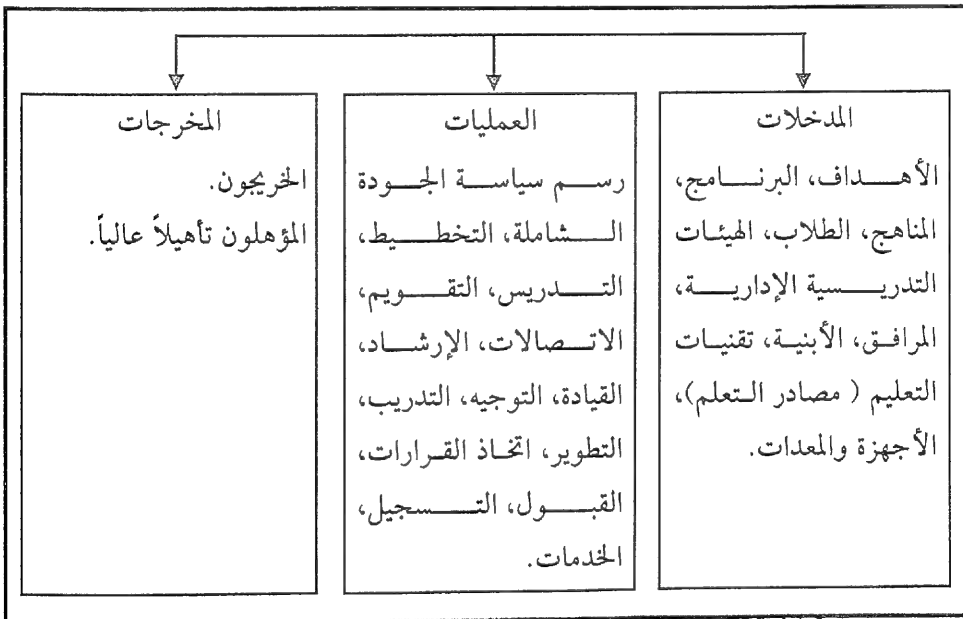 المدخلات
الأهداف، البرنامج،
المناهج، الطلاب، الهيئات
التدريسية الإدارية،
المرافق، الأبنية، تقنيات
التعليم ( مصادر التعلم)،
الأجهزة والمعدات.
العمليات
رسم سياسة الجودة
الشاملة، التخطيط،
التدريس، التقويم،
الاتصالات، الإرشاد،
القيادة، التوجيه، التدريب،
التطوير، اتخاذ القرارات،
القبول، التسجيل،
الخدمات.
المخرجات
الخريجون.
المؤهلون تأهيلاً عالياً.